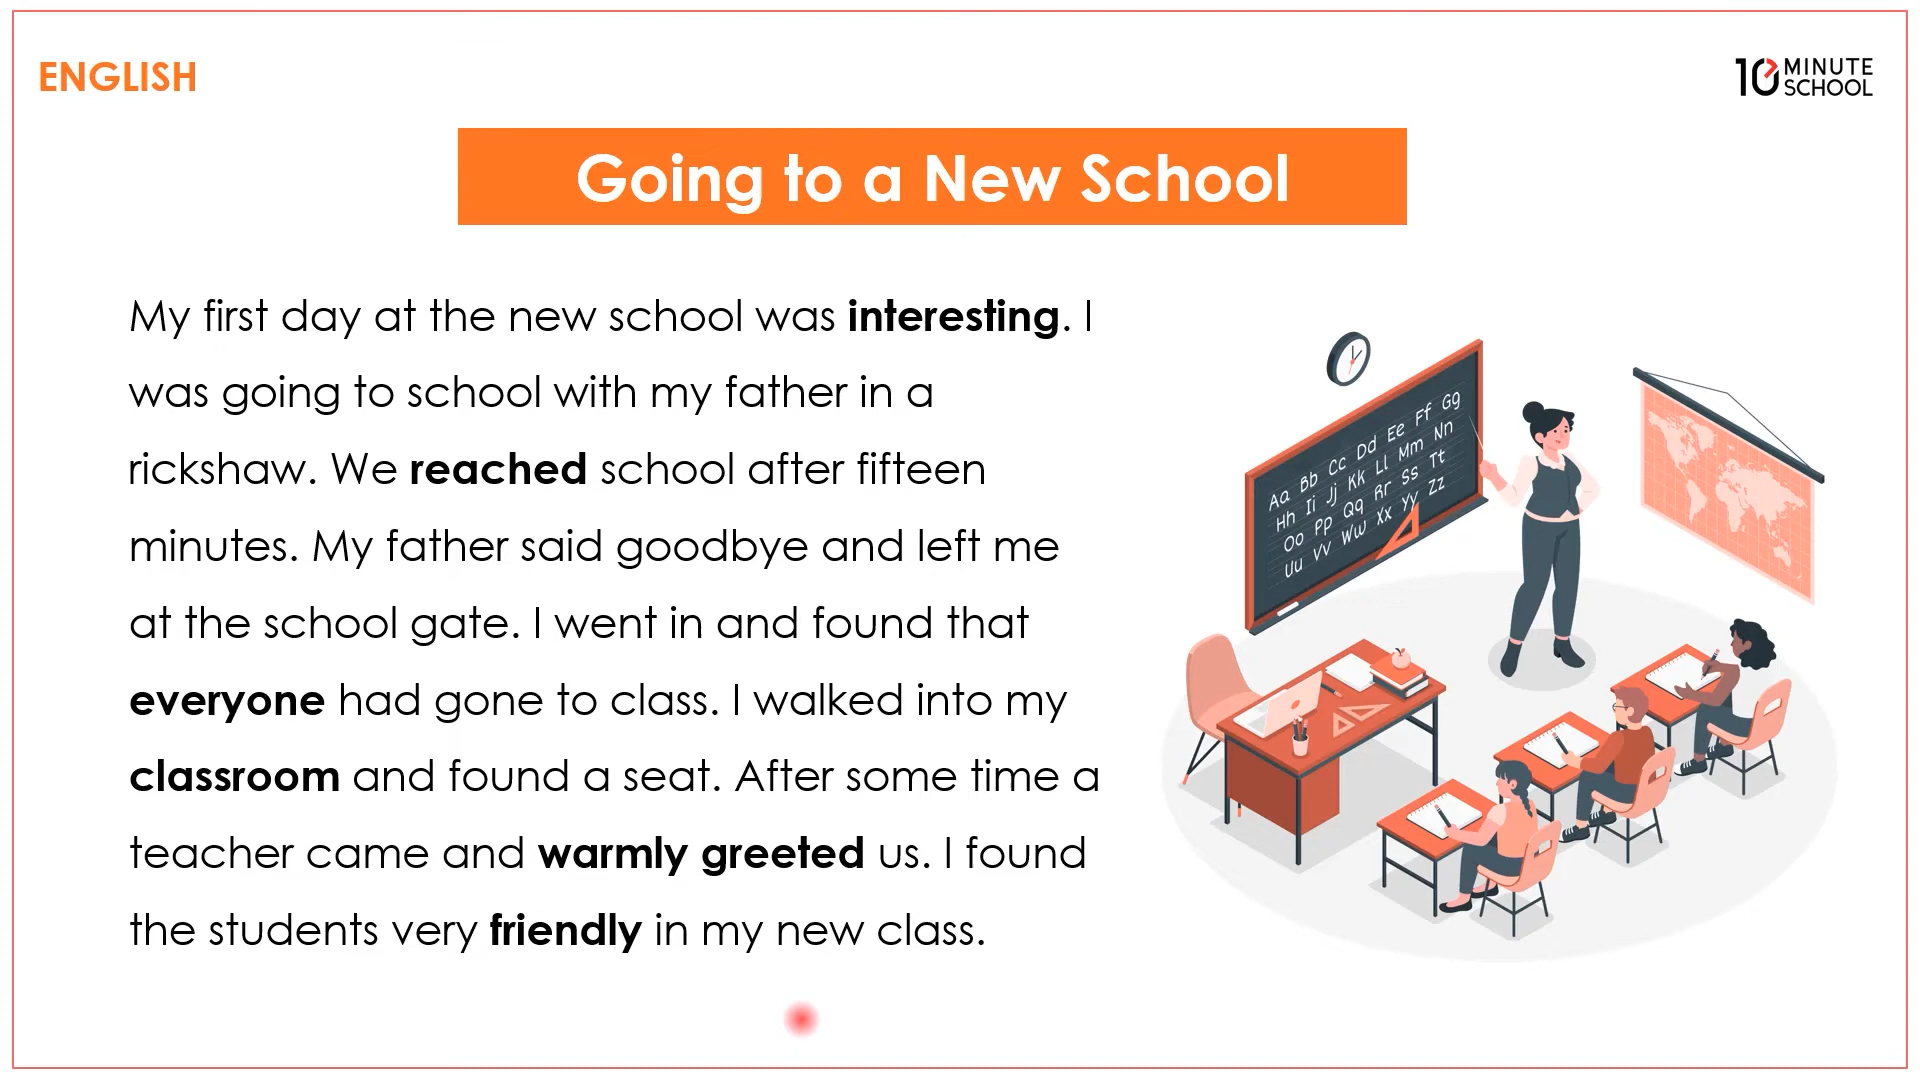 ENGLISH
10 MINUTE
SCHOOL
Going to a New School
My first day at the new school was interesting. I
was going to school with my father in a
rickshaw. We reached school after fifteen
minutes. My father said goodbye and left me
at the school gate. I went in and found that
everyone had gone to class. I walked into my
classroom and found a seat. After some time a
teacher came and warmly greeted us. I found
the students very friendly in my new class.
Aa Bb Cc Dd Ee Ff Gg
Hh Ii Jj Kk Ll Mm Nn
Oo Pp Qq Rr Ss Tt
Uu Vv Ww Xx Yy Zz